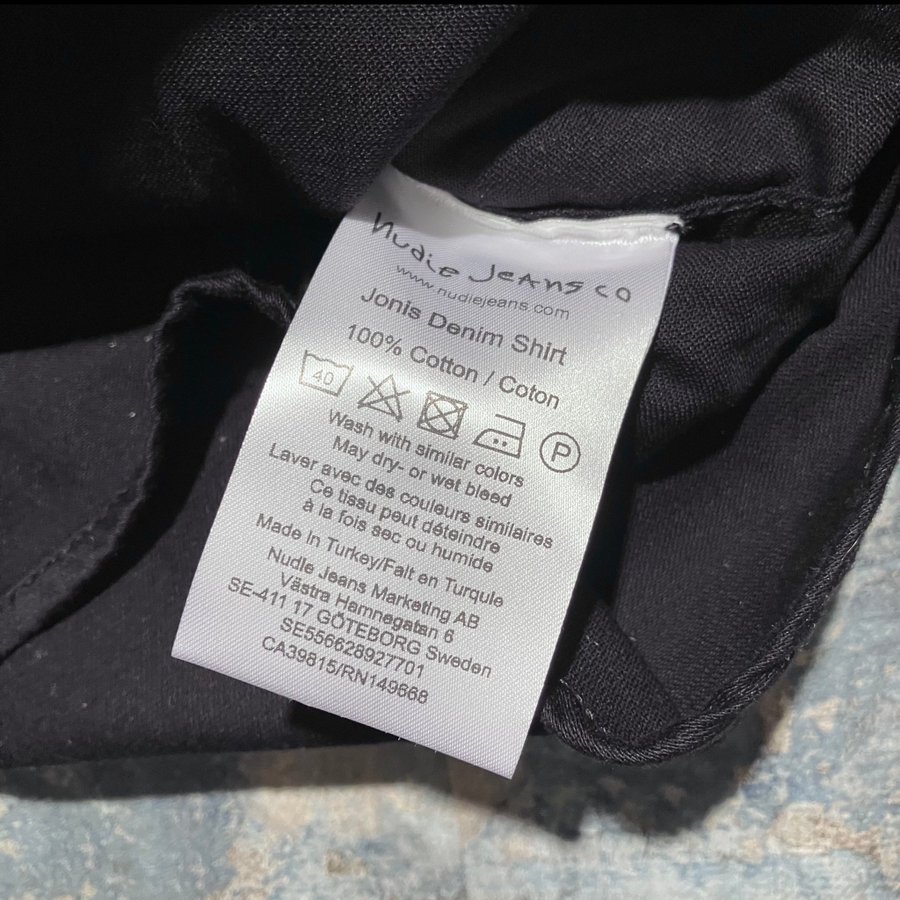 nudie Jeans co
www.nudiejeans.com
Jonis Denim Shirt
100% Cotton / Coton
40 P
Wash with similar colors
May dry- or wet bleed
Laver avec des couleurs similaires
Ce tissu peut déteindre
à la fois sec ou humide
Made in Turkey/Fait en Turquie
Nudie Jeans Marketing AB
Västra Hamnegatan 6
SE-411 17 GÖTEBORG Sweden
SE556628927701
CA39815/RN149868